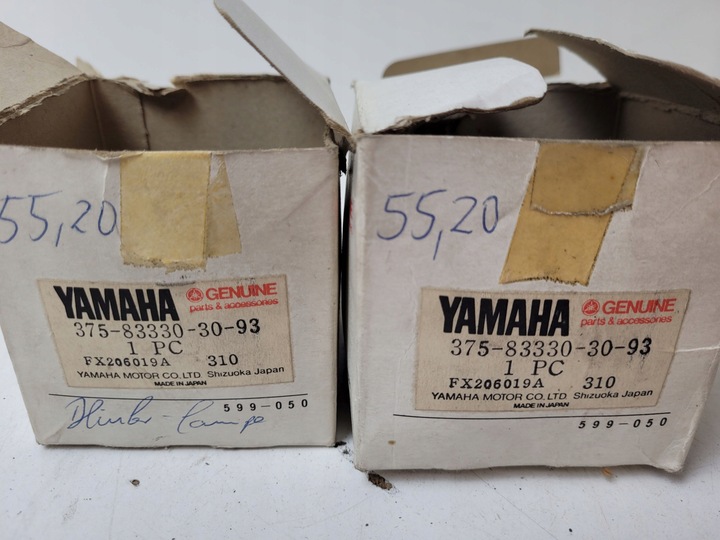 55,20
YAMAHA GENUINE
parts & accessories
375-83330-30-93
1 PC
FX206019A 310
YAMAHA MOTOR CO.LTD Shizuoka Japan
MADE IN JAPAN
599-050
55,20
YAMAHA GENUINE
parts & accessories
375-83330-30-93
1 PC
FX206019A 310
YAMAHA MOTOR CO.LTD Shizuoka Japan
MADE IN JAPAN
599-050